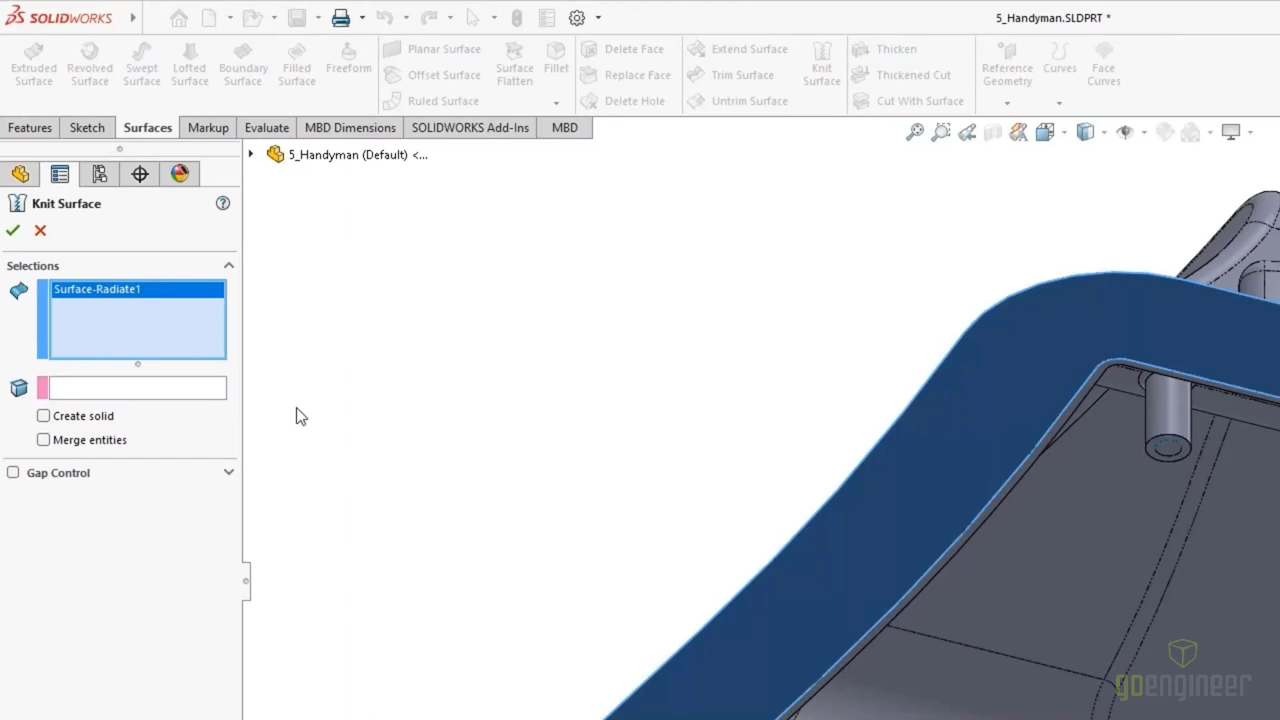 SOLIDWORKS
5_Handyman.SLDPRT *
Extruded Surface
Revolved Surface
Swept Surface
Lofted Surface
Boundary Surface
Filled Surface
Freeform
Planar Surface
Offset Surface
Ruled Surface
Surface Flatten
Fillet
Delete Face
Replace Face
Delete Hole
Extend Surface
Trim Surface
Untrim Surface
Knit Surface
Thicken
Thickened Cut
Cut With Surface
Reference Geometry
Curves
Face Curves
Features
Sketch
Surfaces
Markup
Evaluate
MBD Dimensions
SOLIDWORKS Add-Ins
MBD
5_Handyman (Default) <...
Knit Surface
Selections
Surface-Radiate1
Create solid
Merge entities
Gap Control
goengineer